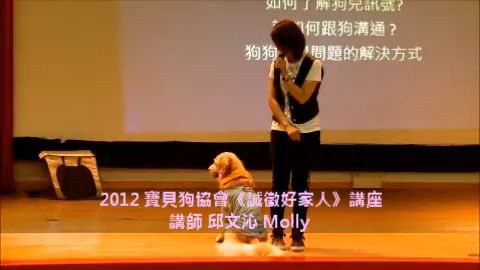 如何了解狗兒訊號?
如何跟狗溝通？
狗狗
問題的解決方式
2012 寶貝狗協會《誠徵好家人》講座
講師 邱文沁 Molly